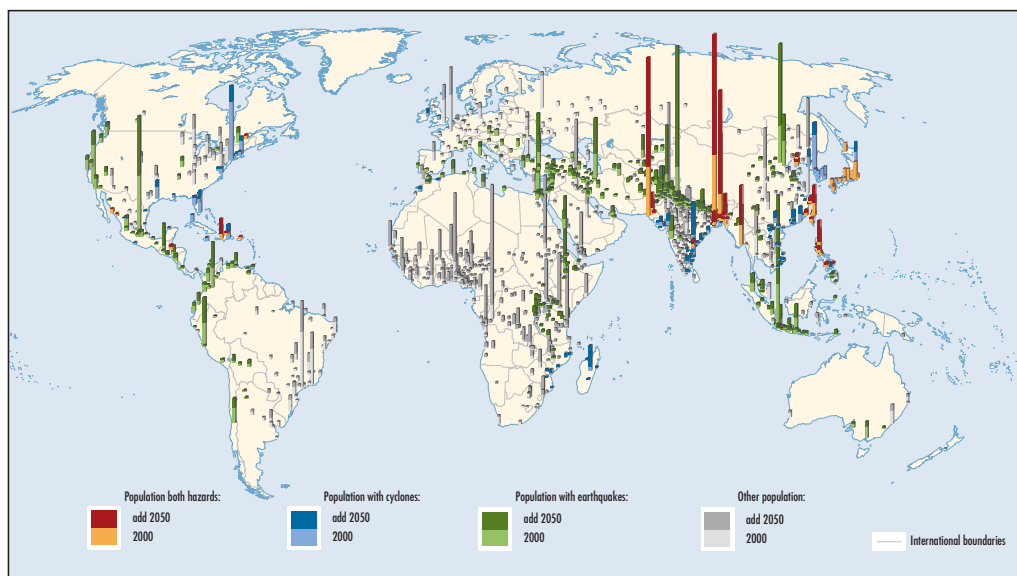 Population both hazards:
add 2050
2000
Population with cyclones:
add 2050
2000
Population with earthquakes:
add 2050
2000
Other population:
add 2050
2000
International boundaries